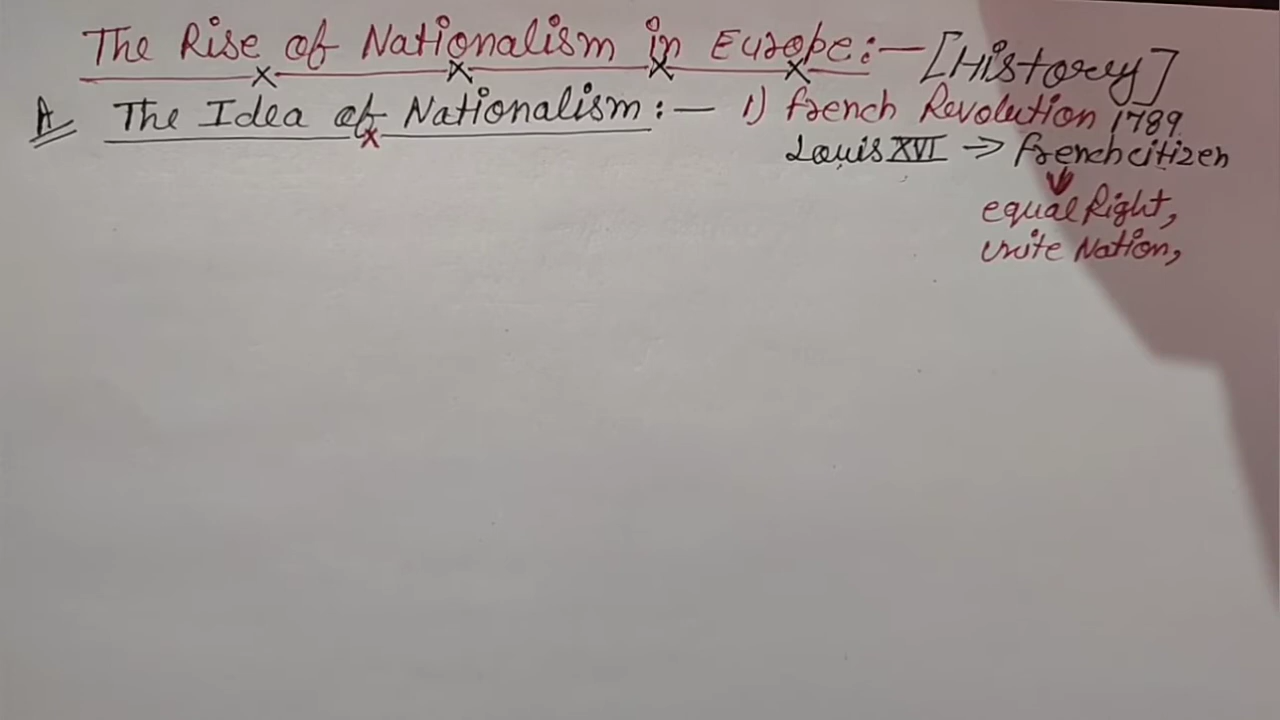 The Rise of Nationalism in Europe:- [History]
A The Idea of Nationalism:- 1) French Revolution 1789
Louis XVI → French citizen
equal Right,
unite Nation,